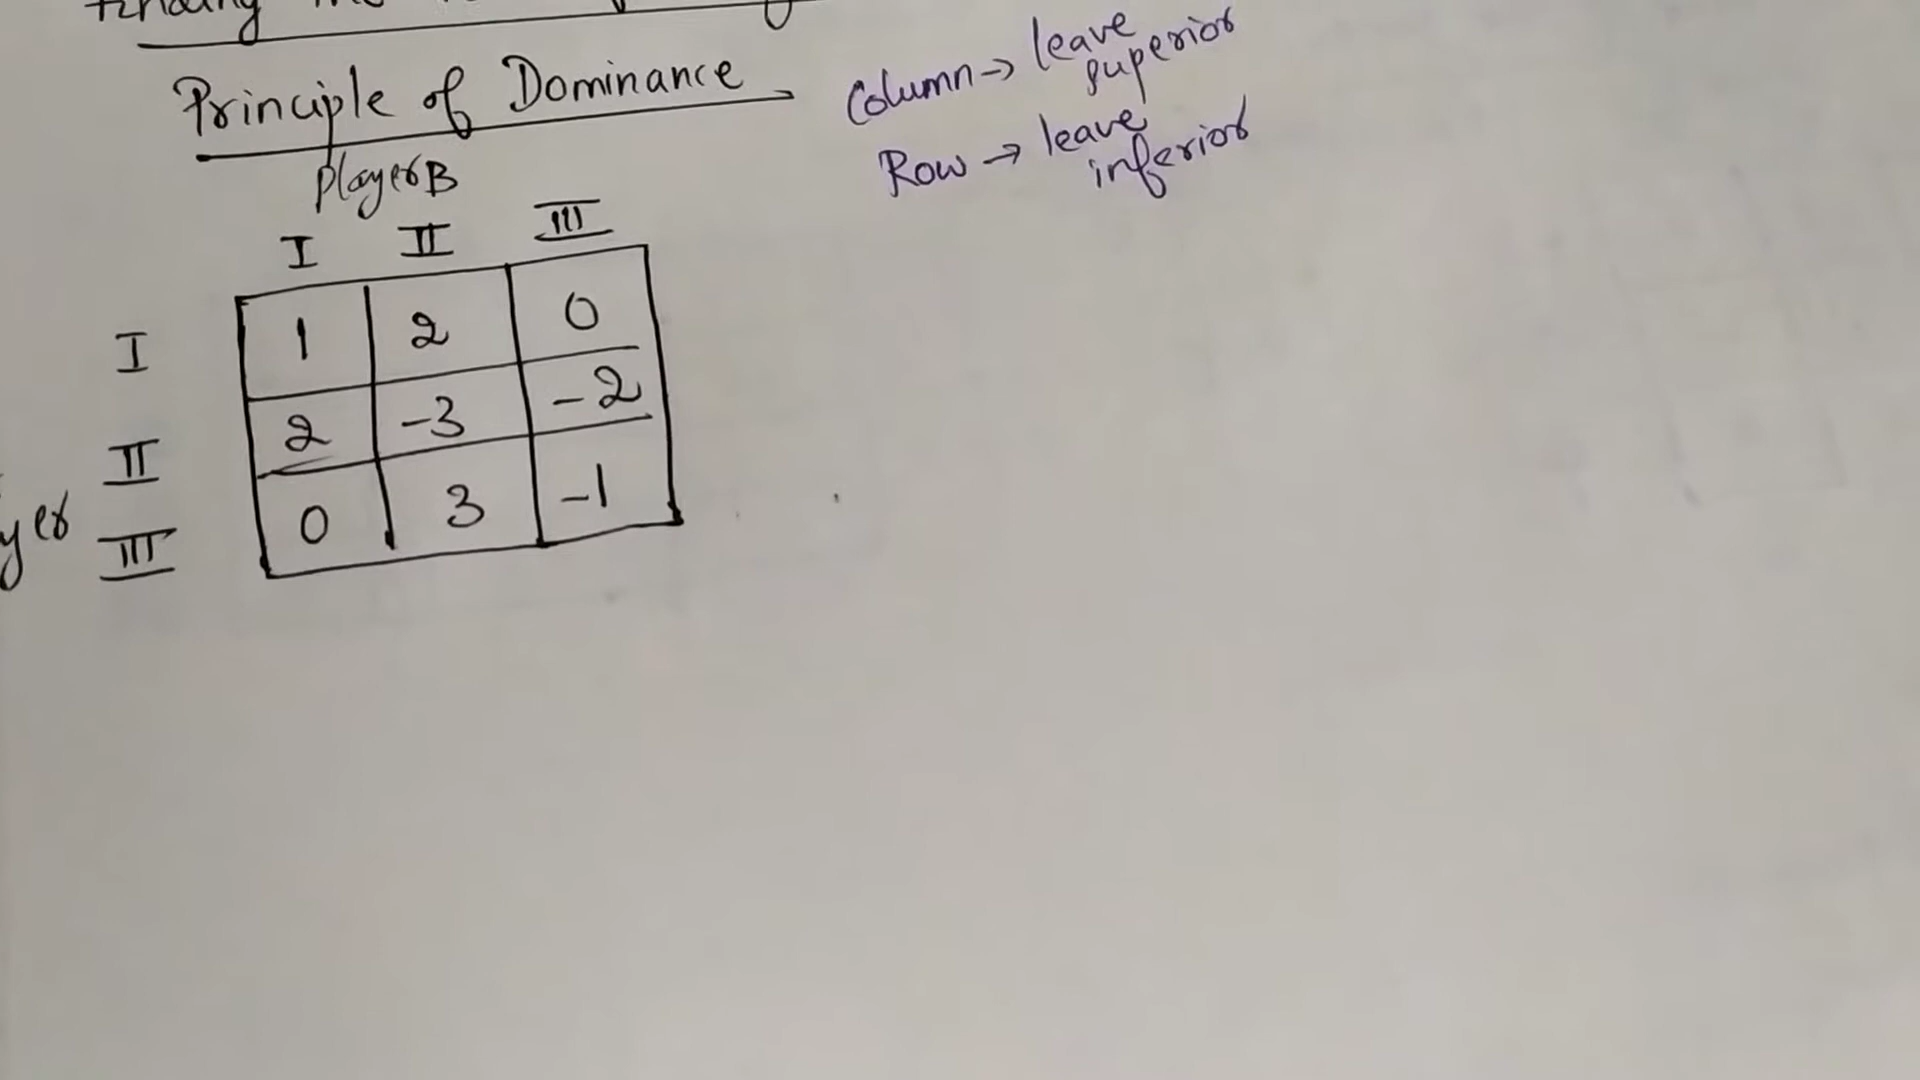 Principle of Dominance
Column → leave superior
Row → leave inferior
Player B
I II III
I 1 2 0
II 2 -3 -2
III 0 3 -1